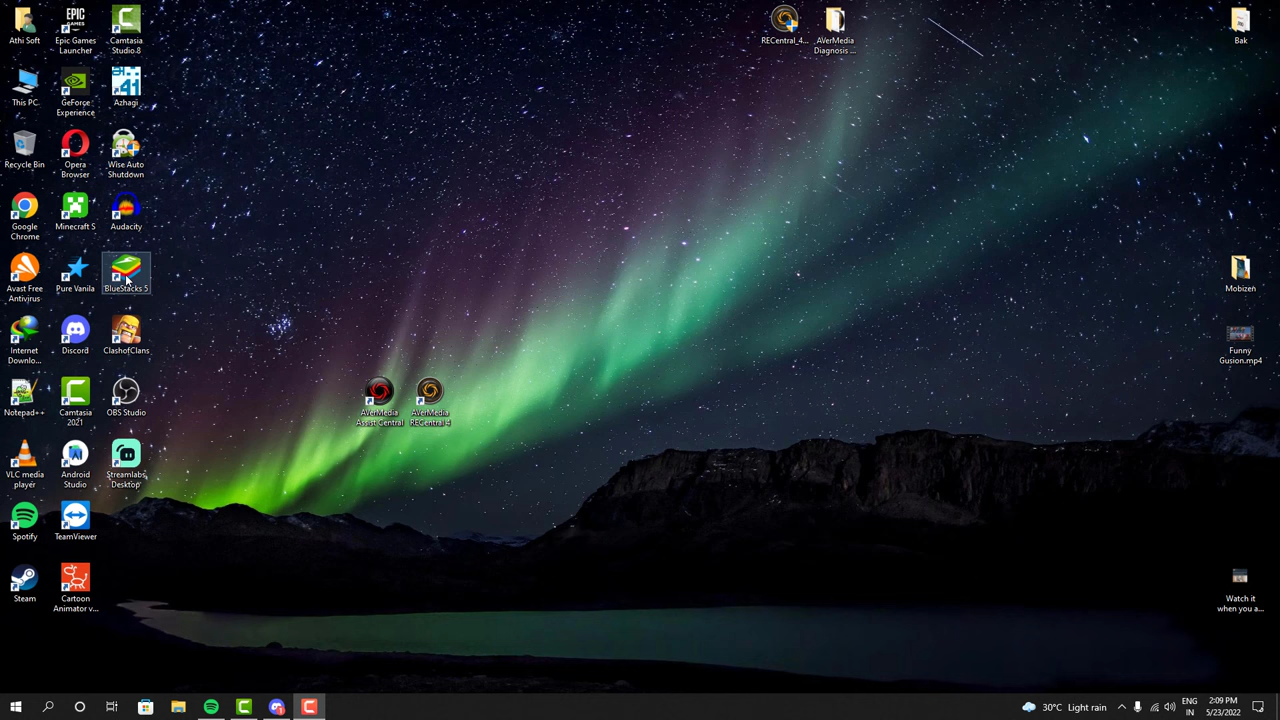 Athi Soft
Epic Games
Launcher
Camtasia
Studio 8
This PC
GeForce
Experience
Azhagi
Recycle Bin
Opera
Browser
Wise Auto
Shutdown
Google
Chrome
Minecraft S
Audacity
Avast Free
Antivirus
Pure Vanila
BlueStacks 5
Internet
Downlo...
Discord
ClashofClans
Notepad++
Camtasia
2021
OBS Studio
VLC media
player
Android
Studio
Streamlabs
Desktop
Spotify
TeamViewer
Steam
Cartoon
Animator v...
AVerMedia
Assist Central
AVerMedia
RECentral 4
RECentral_4...
AVerMedia
Diagnosis ...
Bak
Mobizen
Funny
Gusion.mp4
Watch it
when you a...
30°C Light rain
ENG
IN
2:09 PM
5/23/2022